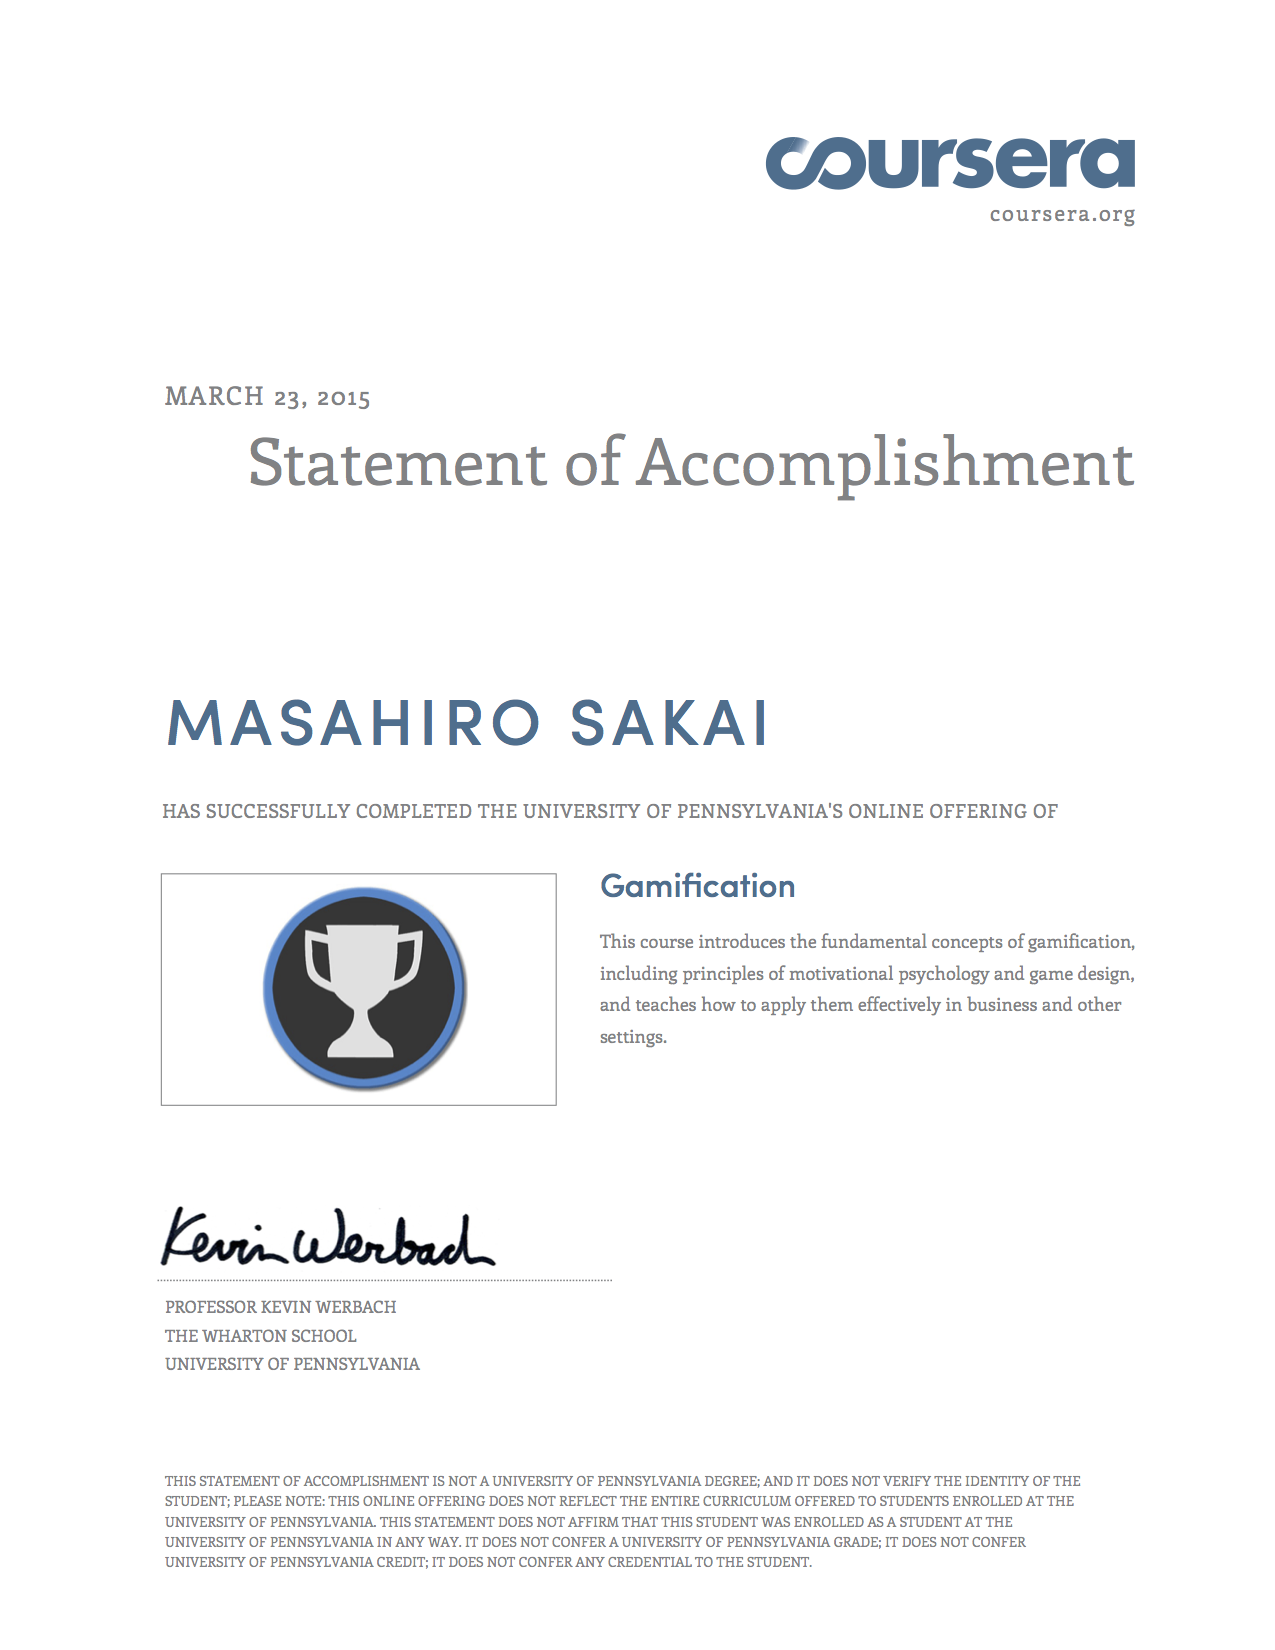 coursera
coursera.org
MARCH 23, 2015
Statement of Accomplishment
MASAHIRO SAKAI
HAS SUCCESSFULLY COMPLETED THE UNIVERSITY OF PENNSYLVANIA'S ONLINE OFFERING OF
Gamification
This course introduces the fundamental concepts of gamification,
including principles of motivational psychology and game design,
and teaches how to apply them effectively in business and other
settings.
Kevin Werbach
PROFESSOR KEVIN WERBACH
THE WHARTON SCHOOL
UNIVERSITY OF PENNSYLVANIA
THIS STATEMENT OF ACCOMPLISHMENT IS NOT A UNIVERSITY OF PENNSYLVANIA DEGREE; AND IT DOES NOT VERIFY THE IDENTITY OF THE
STUDENT; PLEASE NOTE: THIS ONLINE OFFERING DOES NOT REFLECT THE ENTIRE CURRICULUM OFFERED TO STUDENTS ENROLLED AT THE
UNIVERSITY OF PENNSYLVANIA. THIS STATEMENT DOES NOT AFFIRM THAT THIS STUDENT WAS ENROLLED AS A STUDENT AT THE
UNIVERSITY OF PENNSYLVANIA IN ANY WAY. IT DOES NOT CONFER A UNIVERSITY OF PENNSYLVANIA GRADE; IT DOES NOT CONFER
UNIVERSITY OF PENNSYLVANIA CREDIT; IT DOES NOT CONFER ANY CREDENTIAL TO THE STUDENT.